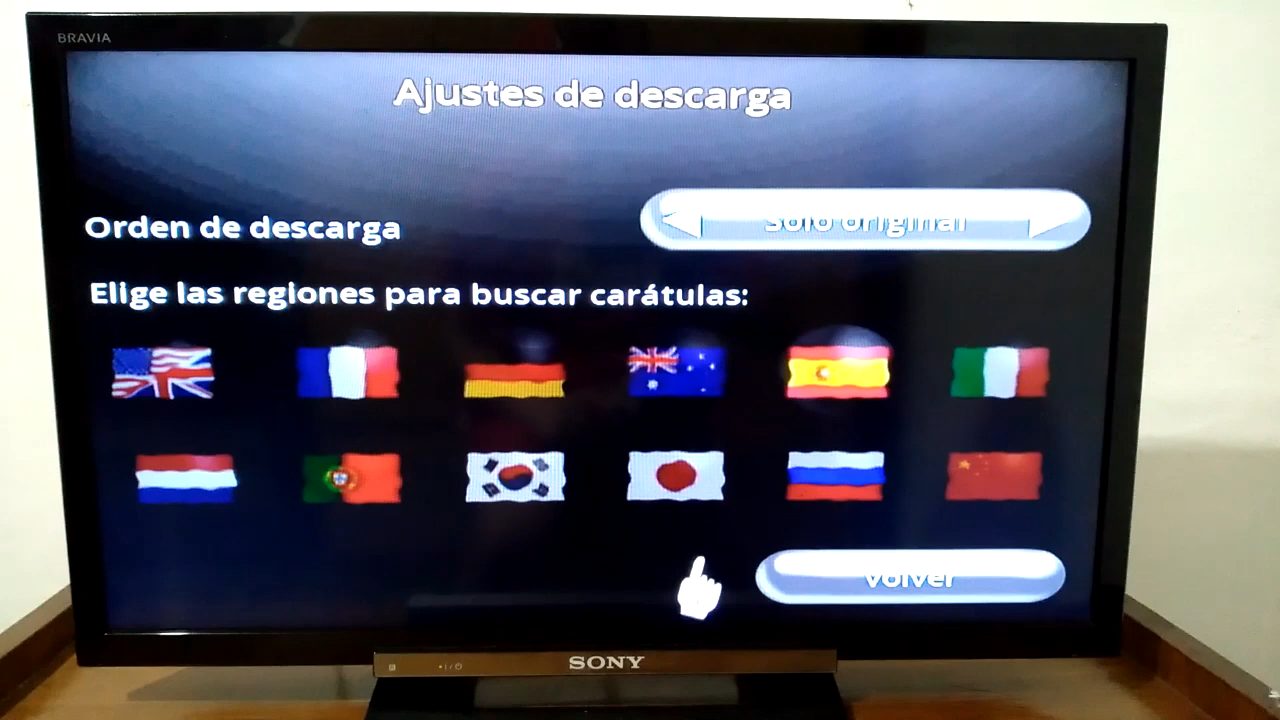 BRAVIA
Ajustes de descarga
Orden de descarga
Solo original
Elige las regiones para buscar carátulas:
Volver
SONY